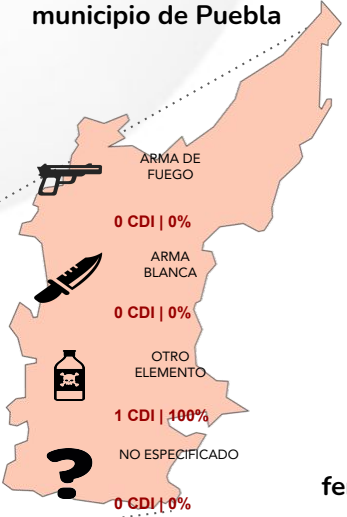 municipio de Puebla
ARMA DE
FUEGO
0 CDI | 0%
ARMA
BLANCA
0 CDI | 0%
OTRO
ELEMENTO
1 CDI | 100%
NO ESPECIFICADO
0 CDI | 0%